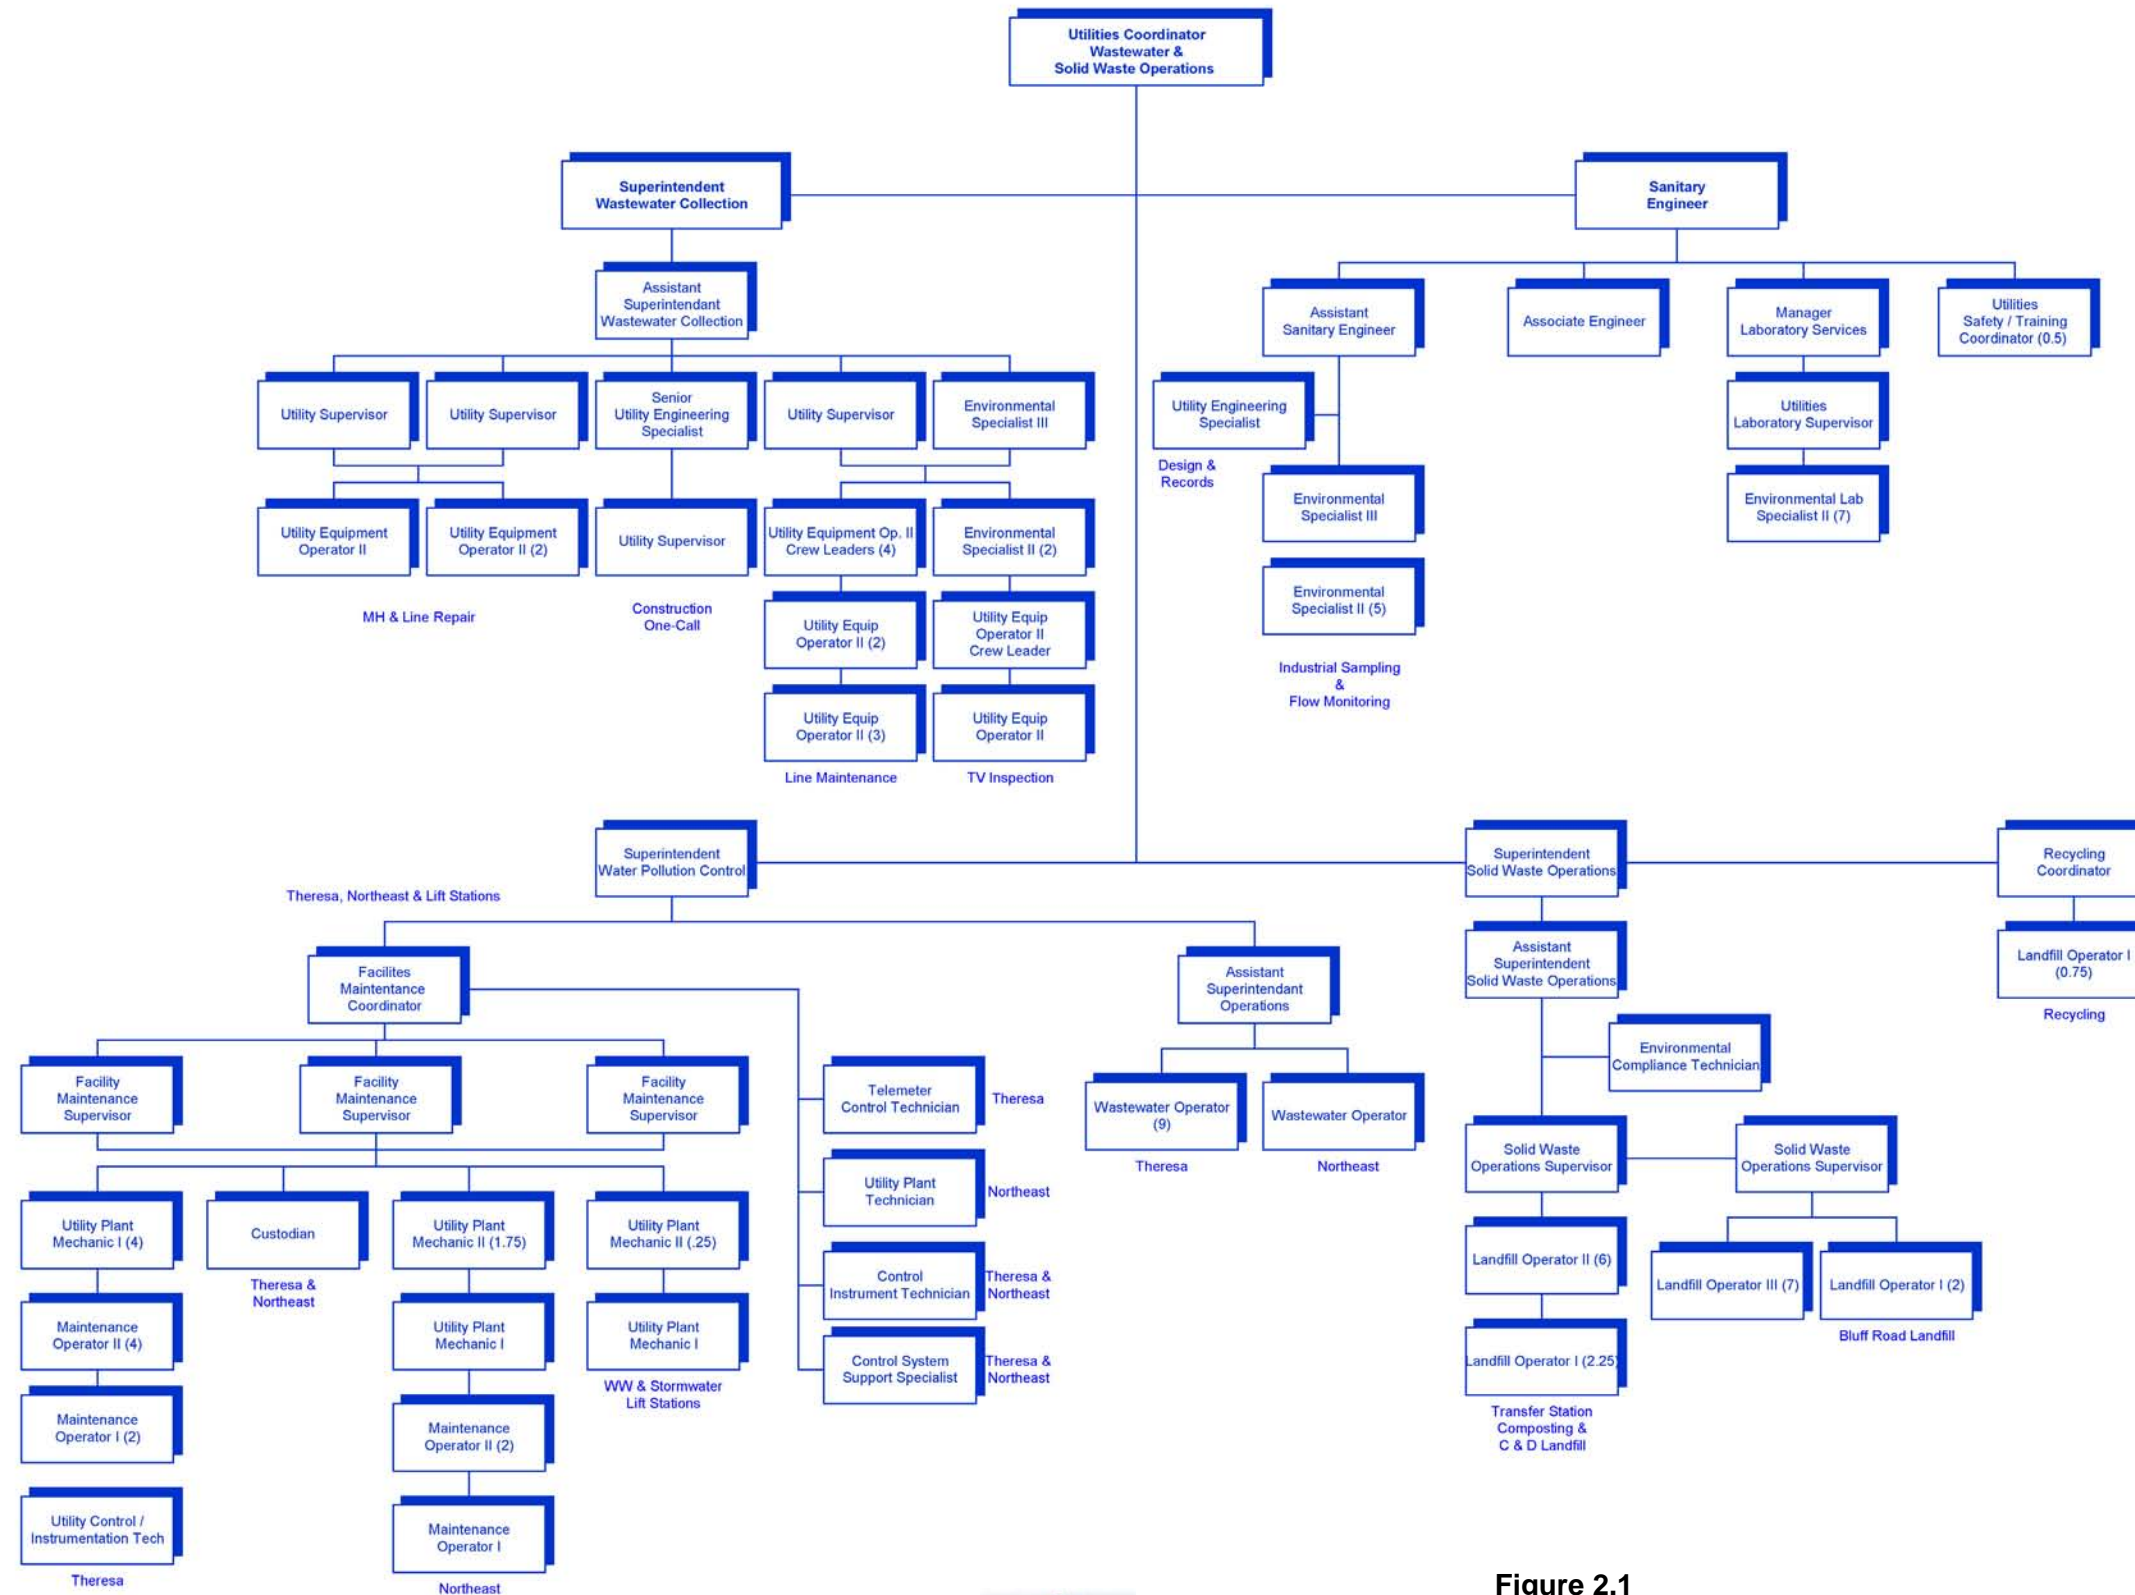 Utilities Coordinator
Wastewater &
Solid Waste Operations
Superintendent
Wastewater Collection
Sanitary
Engineer
Assistant
Superintendant
Wastewater Collection
Assistant
Sanitary Engineer
Associate Engineer
Manager
Laboratory Services
Utilities
Safety / Training
Coordinator (0.5)
Utility Supervisor
Utility Supervisor
Senior
Utility Engineering
Specialist
Utility Supervisor
Environmental
Specialist III
Utility Engineering
Specialist
Design &
Records
Utilities
Laboratory Supervisor
Utility Equipment
Operator II
Utility Equipment
Operator II (2)
Utility Supervisor
Utility Equipment Op. II
Crew Leaders (4)
Environmental
Specialist II (2)
Environmental
Specialist III
Environmental Lab
Specialist II (7)
MH & Line Repair
Construction
One-Call
Utility Equip
Operator II (2)
Utility Equip
Operator II
Crew Leader
Environmental
Specialist II (5)
Utility Equip
Operator II (3)
Utility Equip
Operator II
Industrial Sampling
&
Flow Monitoring
Line Maintenance
TV Inspection
Superintendent
Water Pollution Control
Superintendent
Solid Waste Operations
Recycling
Coordinator
Theresa, Northeast & Lift Stations
Facilites
Maintentance
Coordinator
Assistant
Superintendant
Operations
Assistant
Superintendent
Solid Waste Operations
Landfill Operator I
(0.75)
Recycling
Environmental
Compliance Technician
Facility
Maintenance
Supervisor
Facility
Maintenance
Supervisor
Facility
Maintenance
Supervisor
Telemeter
Control Technician
Theresa
Wastewater Operator
(9)
Theresa
Wastewater Operator
Northeast
Solid Waste
Operations Supervisor
Solid Waste
Operations Supervisor
Utility Plant
Mechanic I (4)
Custodian
Theresa &
Northeast
Utility Plant
Mechanic II (1.75)
Utility Plant
Mechanic II (.25)
Utility Plant
Technician
Northeast
Landfill Operator II (6)
Landfill Operator III (7)
Landfill Operator I (2)
Bluff Road Landfill
Maintenance
Operator II (4)
Utility Plant
Mechanic I
Utility Plant
Mechanic I
WW & Stormwater
Lift Stations
Control
Instrument Technician
Theresa &
Northeast
Control System
Support Specialist
Theresa &
Northeast
Landfill Operator I (2.25)
Transfer Station
Composting &
C & D Landfill
Maintenance
Operator I (2)
Maintenance
Operator II (2)
Utility Control /
Instrumentation Tech
Theresa
Maintenance
Operator I
Northeast
Figure 2.1